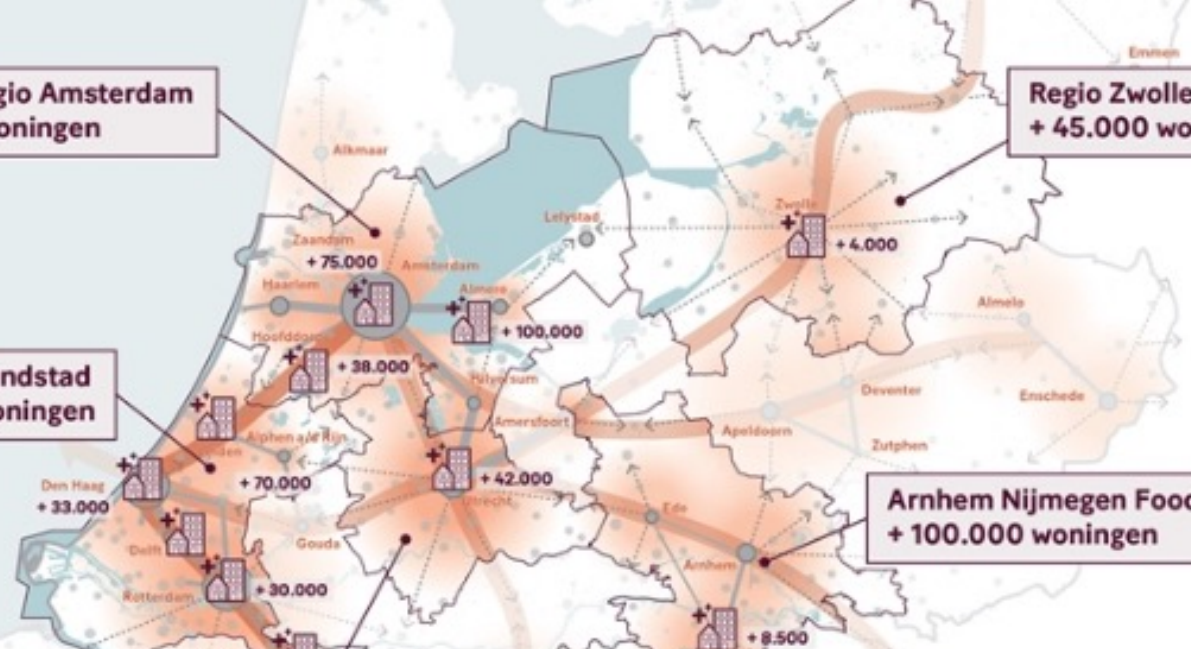 Emmen
gio Amsterdam
oningen
Regio Zwolle
+ 45.000 wo
Alkmaar
Zwolle
Lelystad
+ 4.000
Zaandam
+ 75.000
Amsterdam
Haarlem
Almere
Almelo
+ 100.000
Hoofddorp
+ 38.000
ndstad
oningen
Hilversum
Deventer
Enschede
Amersfoort
Apeldoorn
Alphen a/d Rijn
Zutphen
den
+ 70.000
+ 42.000
Den Haag
+ 33.000
Utrecht
Arnhem Nijmegen Food
+ 100.000 woningen
Ede
Delft
Gouda
Arnhem
Rotterdam
+ 30.000
+ 8.500